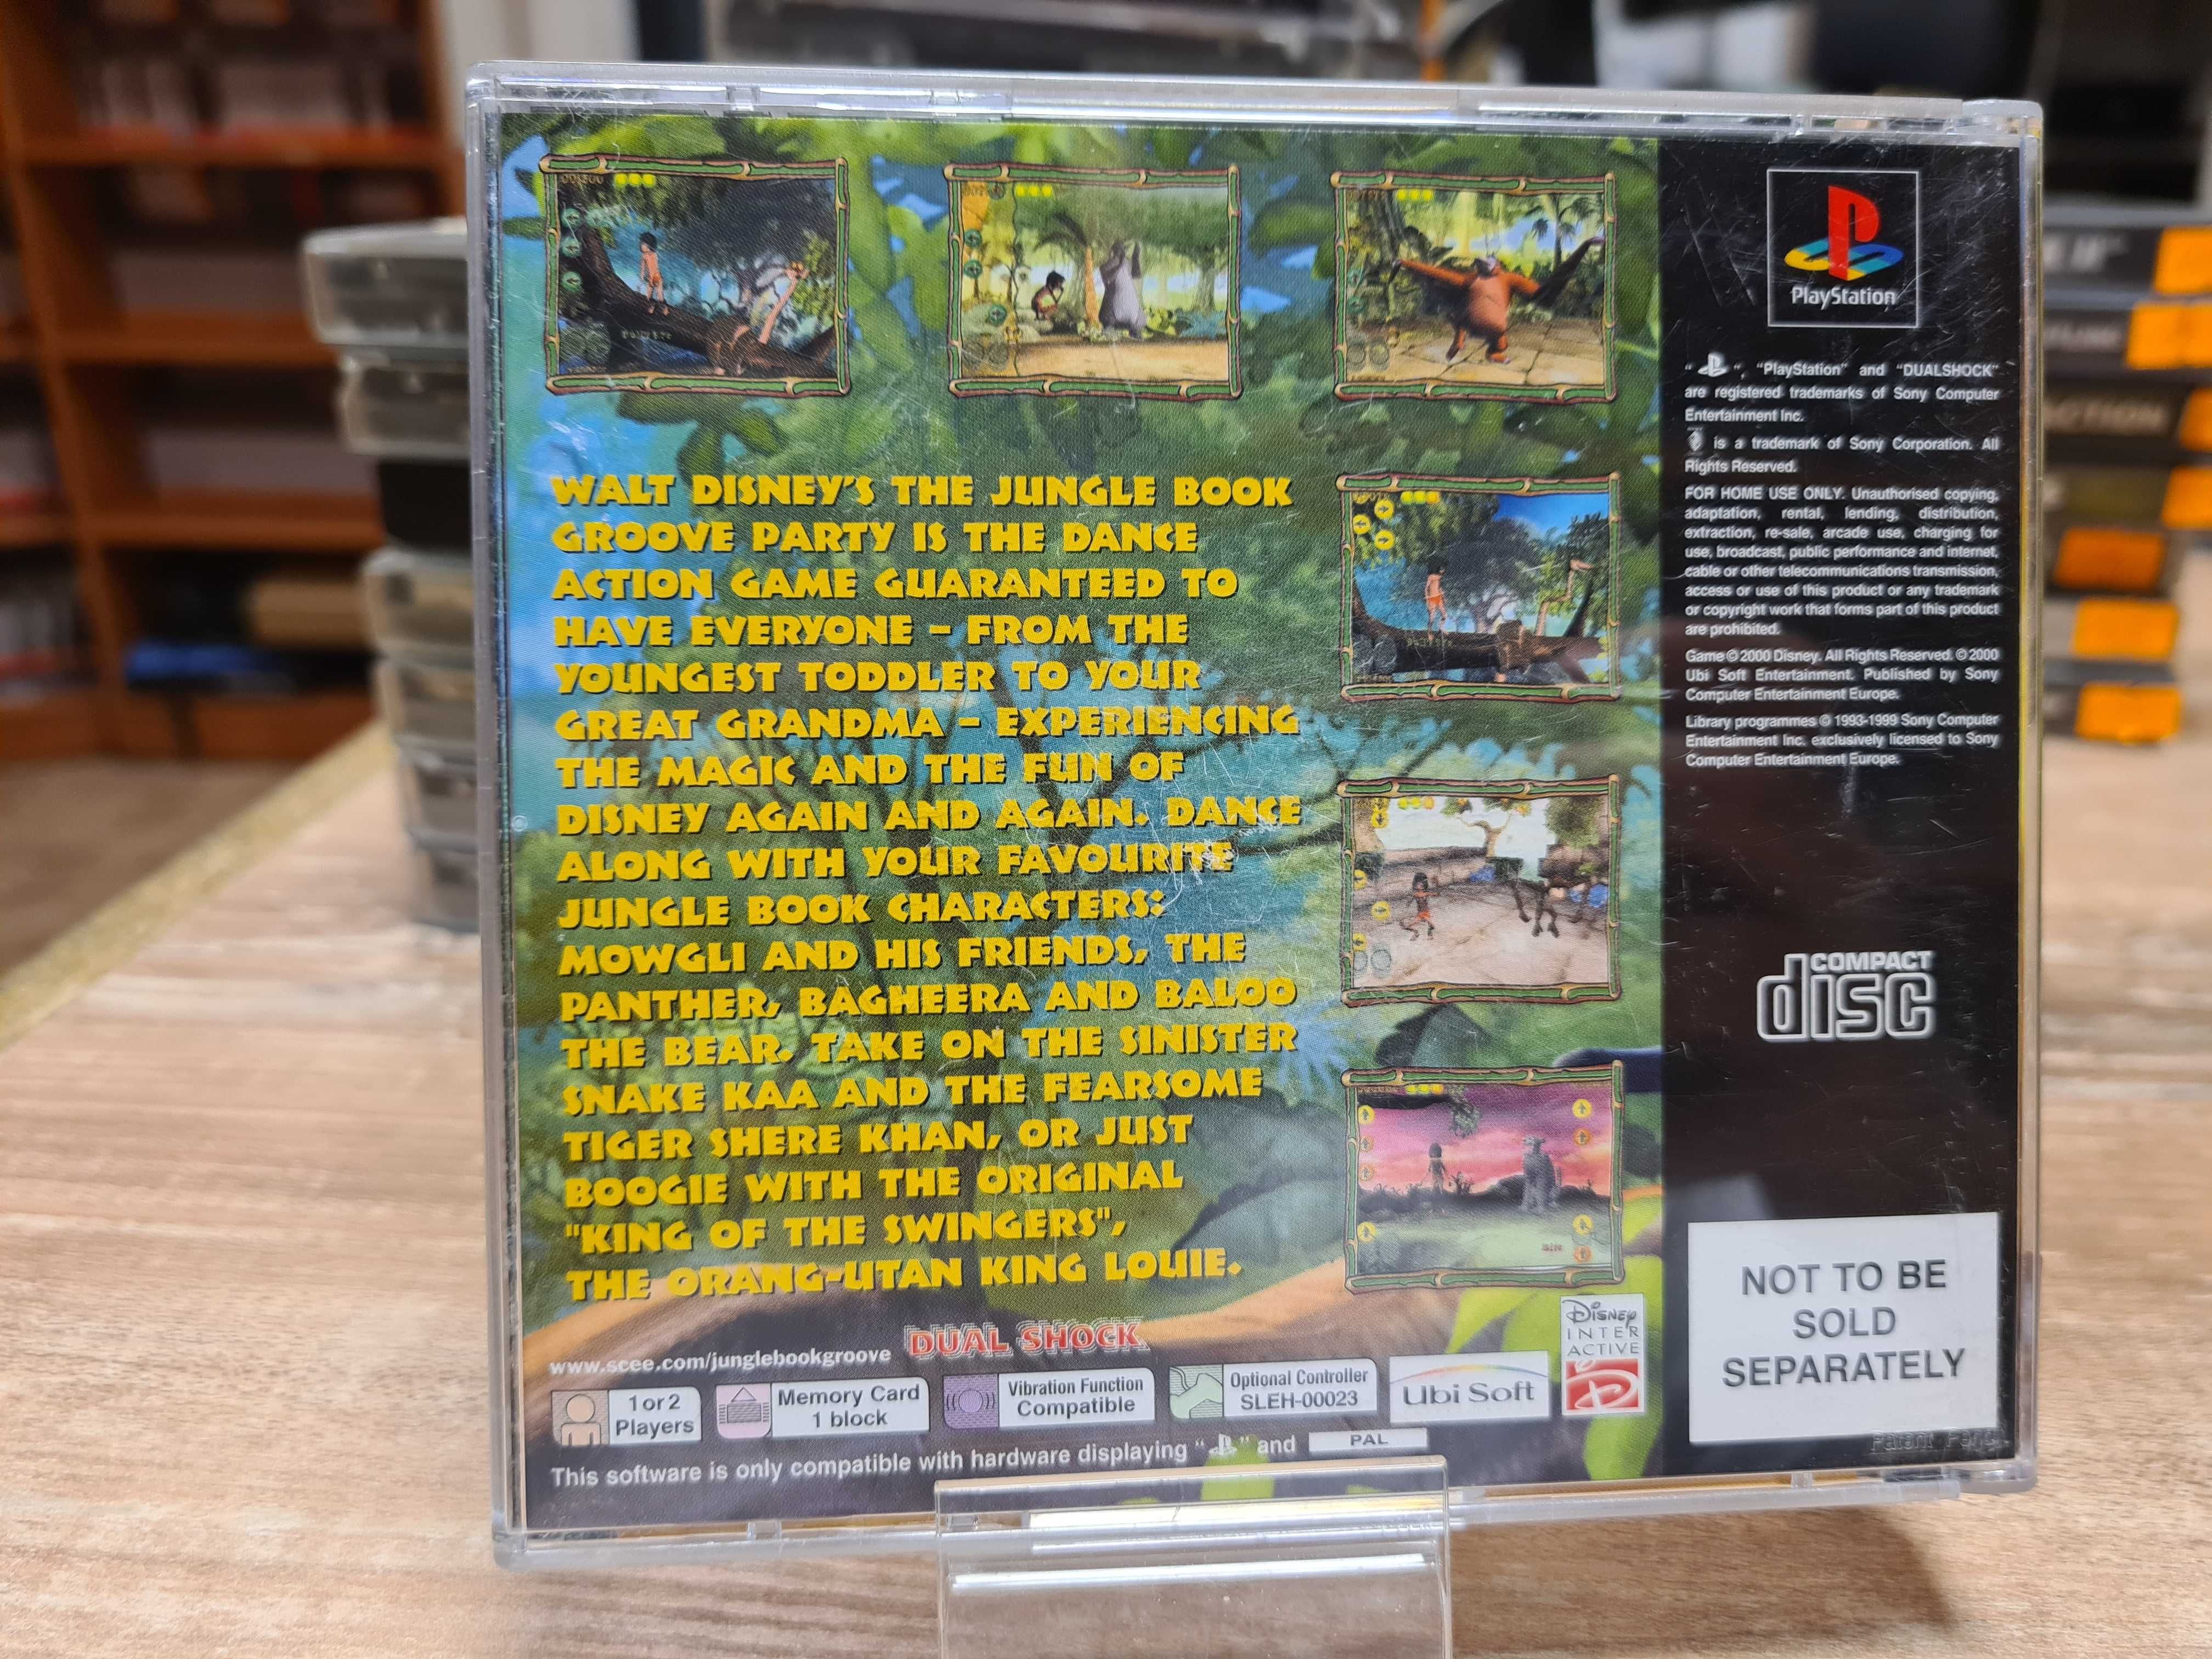 WALT DISNEY'S THE JUNGLE BOOK
GROOVE PARTY IS THE DANCE
ACTION GAME GUARANTEED TO
HAVE EVERYONE – FROM THE
YOUNGEST TODDLER TO YOUR
GREAT GRANDMA – EXPERIENCING
THE MAGIC AND THE FUN OF
DISNEY AGAIN AND AGAIN. DANCE
ALONG WITH YOUR FAVOURITE
JUNGLE BOOK CHARACTERS:
MOWGLI AND HIS FRIENDS, THE
PANTHER, BAGHEERA AND BALOO
THE BEAR. TAKE ON THE SINISTER
SNAKE KAA AND THE FEARSOME
TIGER SHERE KHAN, OR JUST
BOOGIE WITH THE ORIGINAL
"KING OF THE SWINGERS",
THE ORANG-UTAN KING LOUIE.
www.scee.com/junglebookgroove
DUAL SHOCK
1 or 2
Players
Memory Card
1 block
Vibration Function
Compatible
Optional Controller
SLEH-00023
Ubi Soft
DISNEY
INTER
ACTIVE
This software is only compatible with hardware displaying " " and PAL
PlayStation
" ", "PlayStation" and "DUALSHOCK"
are registered trademarks of Sony Computer
Entertainment Inc.
is a trademark of Sony Corporation. All
Rights Reserved.
FOR HOME USE ONLY. Unauthorised copying,
adaptation, rental, lending, distribution,
extraction, re-sale, arcade use, charging for
use, broadcast, public performance and internet,
cable or other telecommunications transmission,
access or use of this product or any trademark
or copyright work that forms part of this product
are prohibited.
Game © 2000 Disney. All Rights Reserved. © 2000
Ubi Soft Entertainment. Published by Sony
Computer Entertainment Europe.
Library programmes © 1993-1999 Sony Computer
Entertainment Inc. exclusively licensed to Sony
Computer Entertainment Europe.
COMPACT
disc
NOT TO BE
SOLD
SEPARATELY